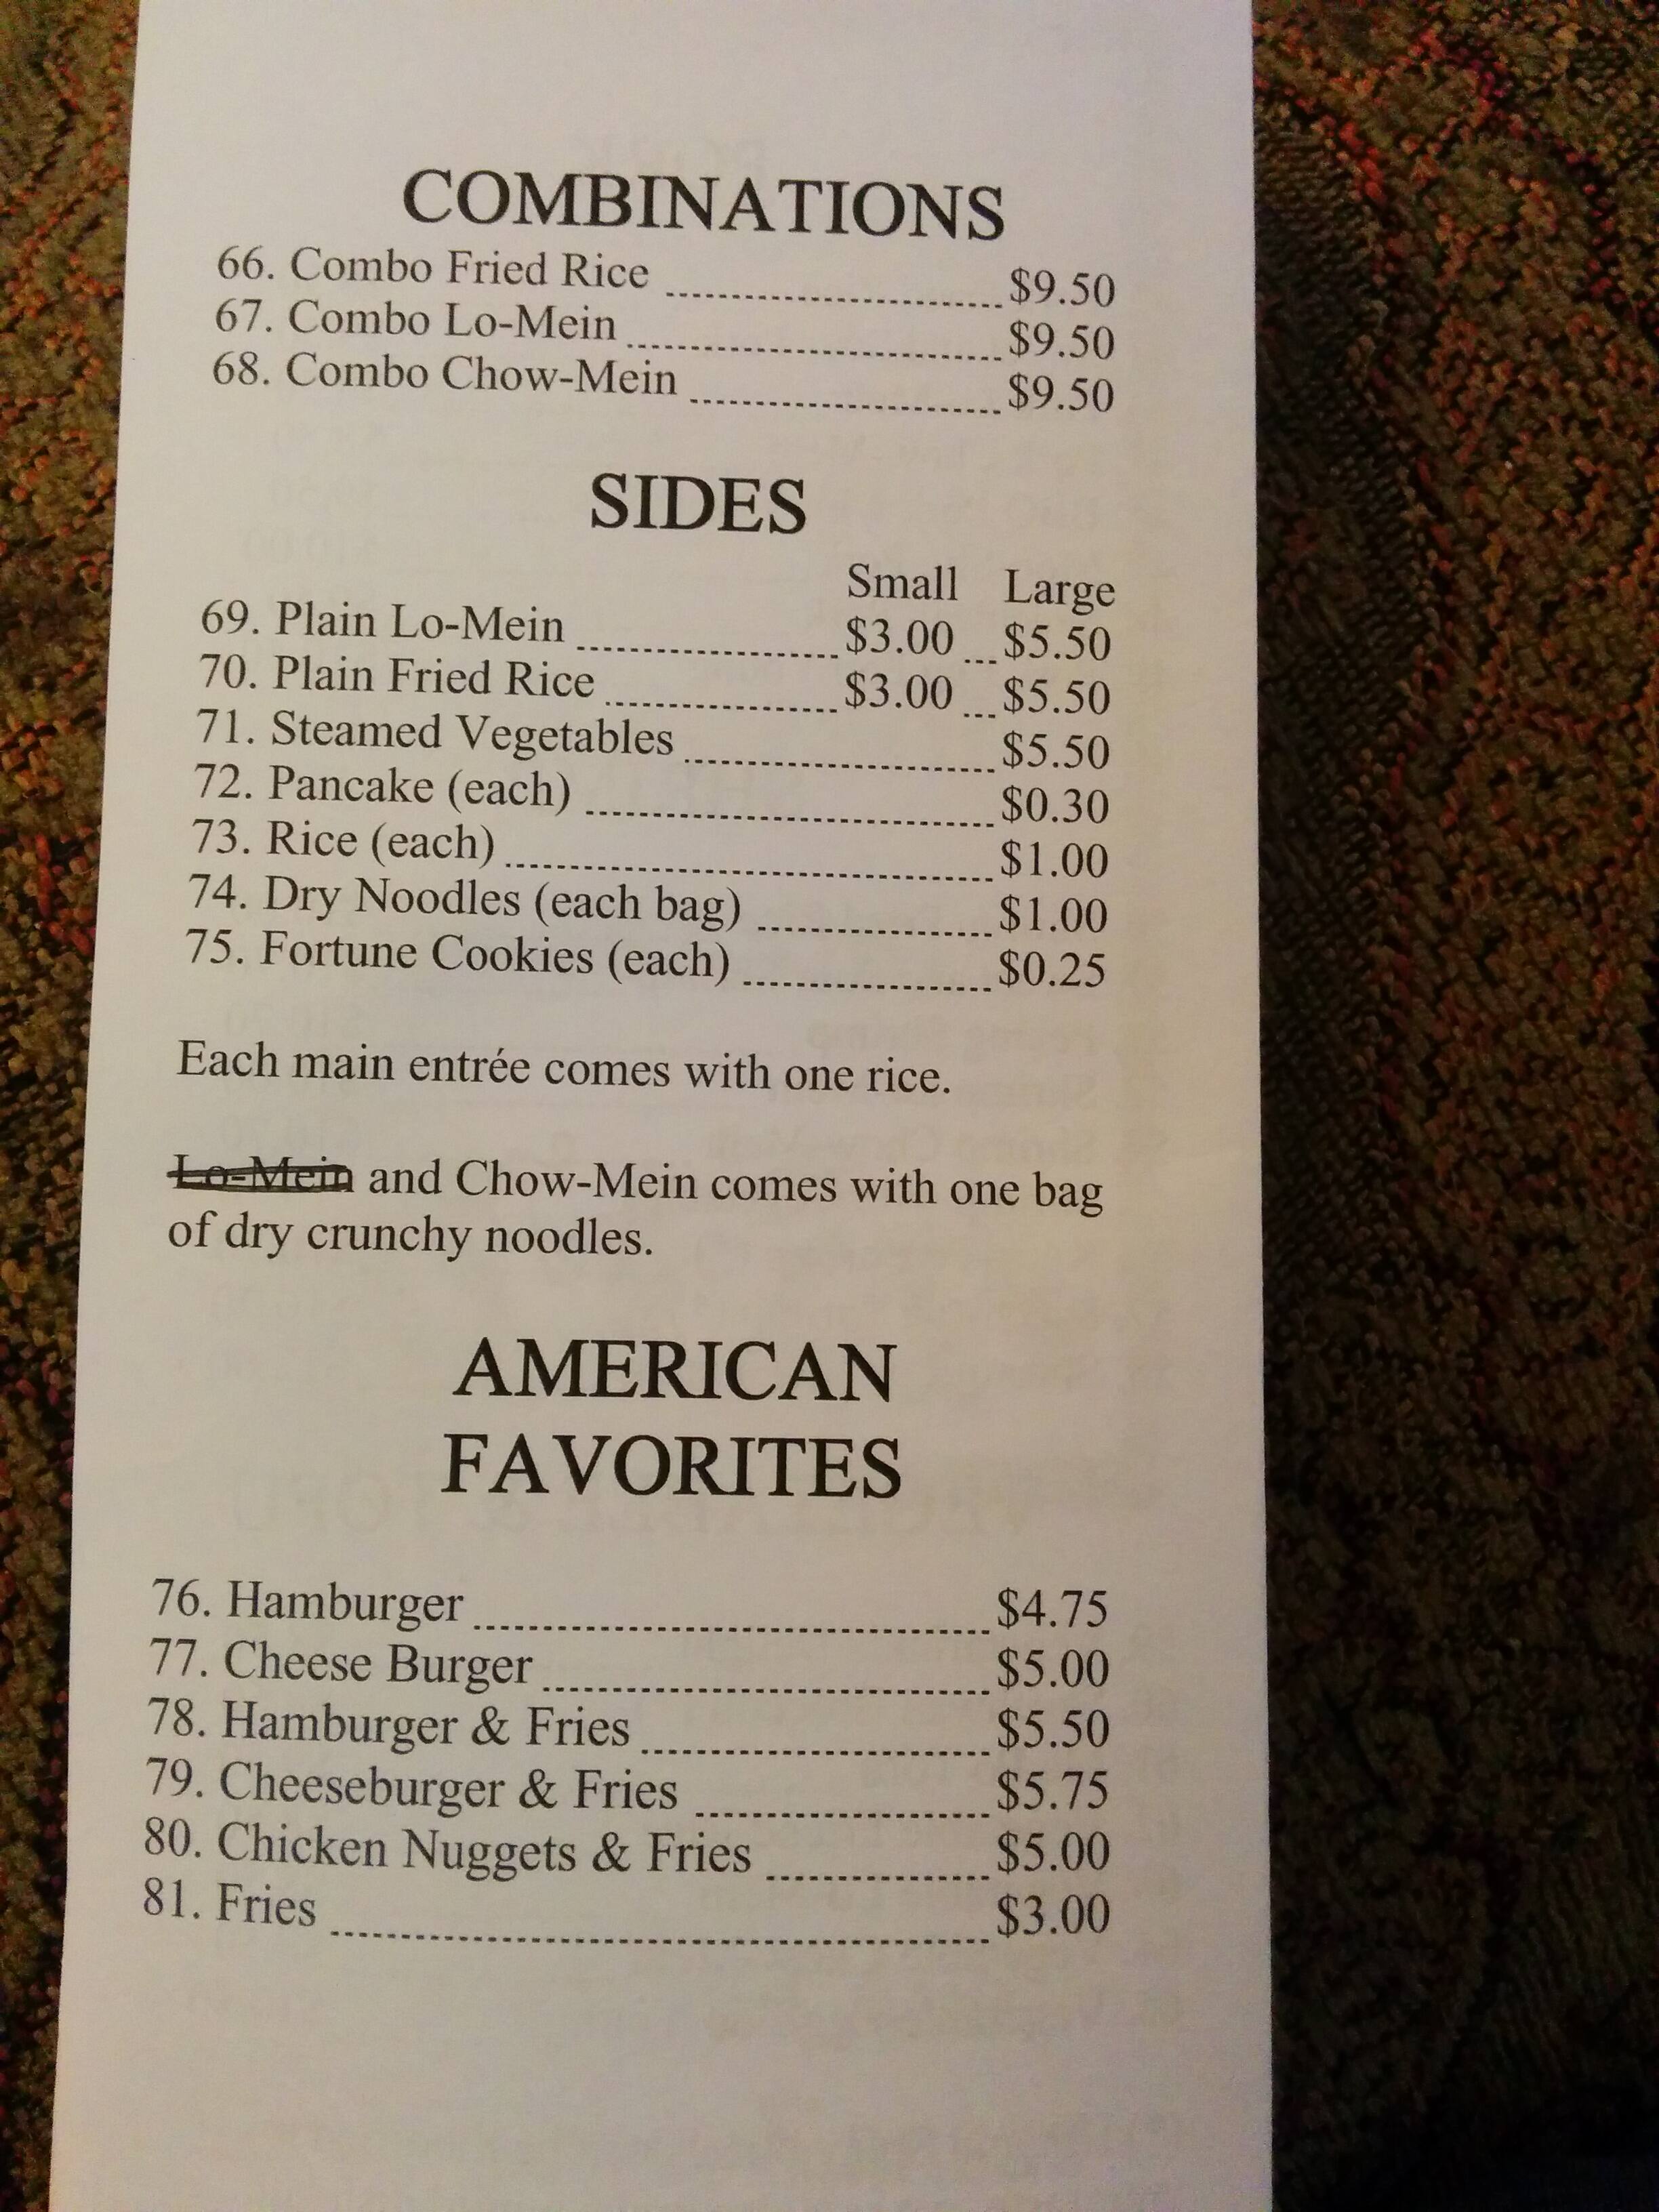 COMBINATIONS
66. Combo Fried Rice $9.50
67. Combo Lo-Mein $9.50
68. Combo Chow-Mein $9.50
SIDES
Small Large
69. Plain Lo-Mein $3.00 $5.50
70. Plain Fried Rice $3.00 $5.50
71. Steamed Vegetables $5.50
72. Pancake (each) $0.30
73. Rice (each) $1.00
74. Dry Noodles (each bag) $1.00
75. Fortune Cookies (each) $0.25
Each main entrée comes with one rice.
Lo-Mein and Chow-Mein comes with one bag
of dry crunchy noodles.
AMERICAN
FAVORITES
76. Hamburger $4.75
77. Cheese Burger $5.00
78. Hamburger & Fries $5.50
79. Cheeseburger & Fries $5.75
80. Chicken Nuggets & Fries $5.00
81. Fries $3.00